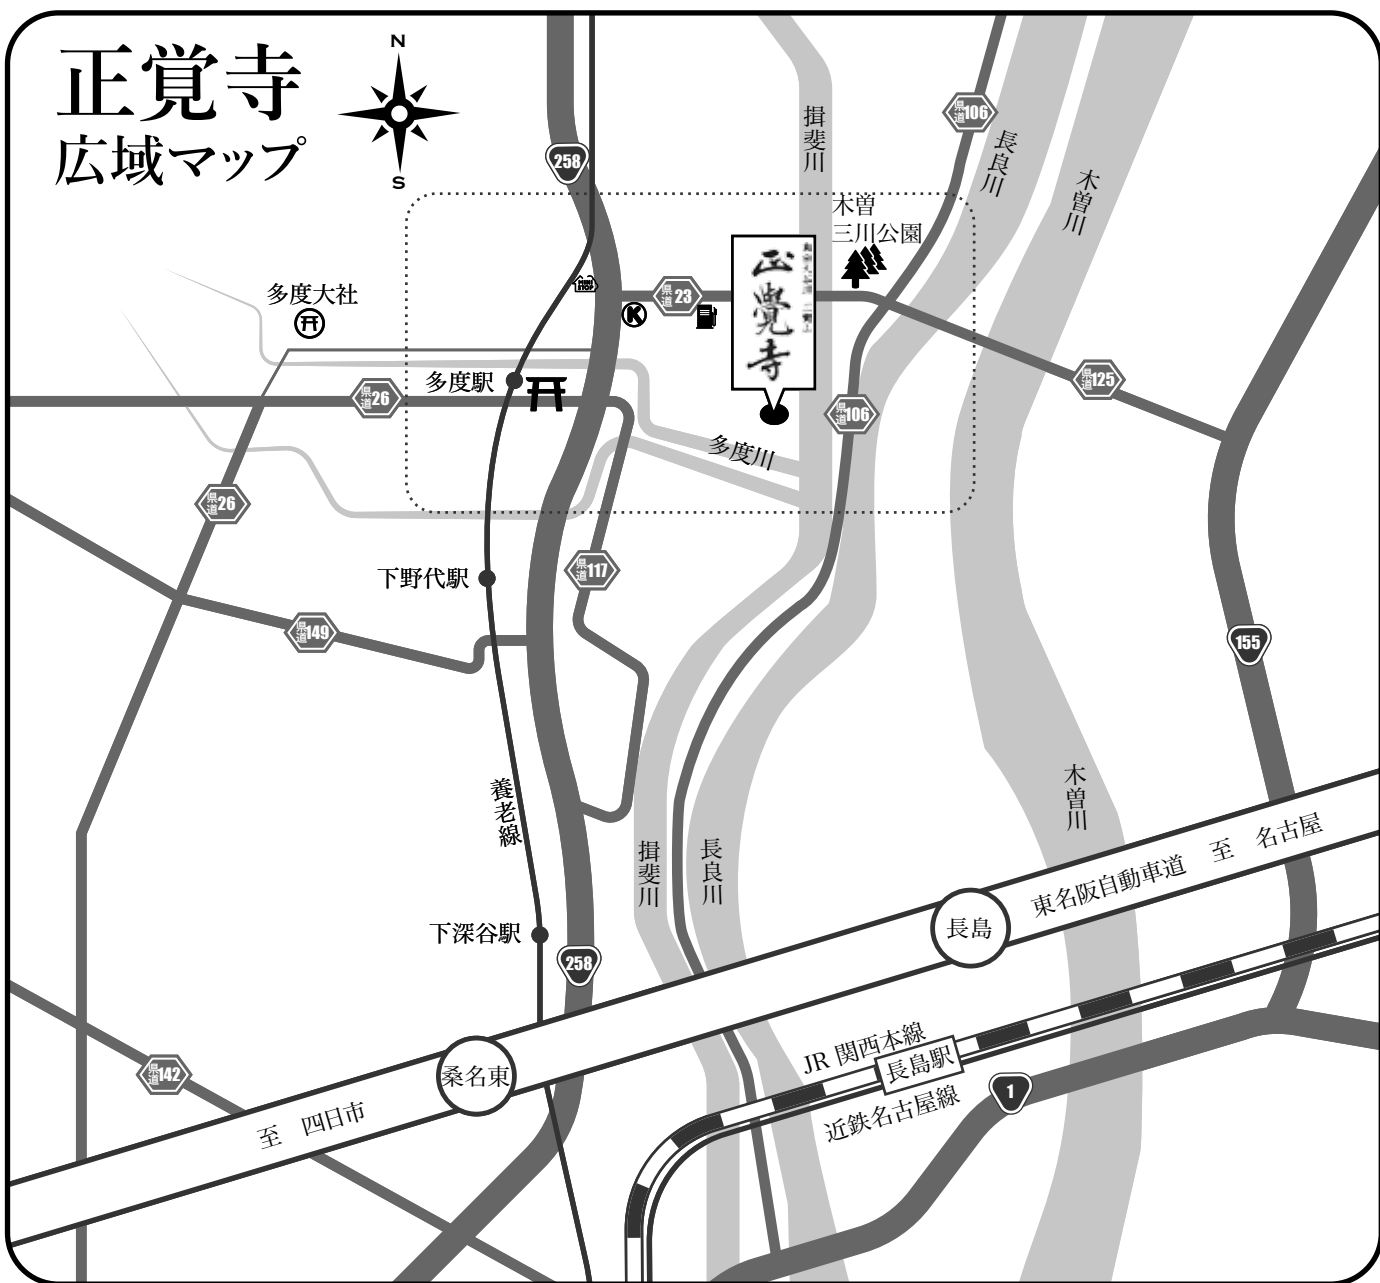 正覚寺
広域マップ
N
S
258
揖斐川
県道106
長良川
木曽川
木曽
三川公園
多度大社
MINI STOP
K
県道23
正覺寺
多度駅
県道26
県道106
県道125
多度川
県道26
下野代駅
県道117
県道149
155
養老線
木曽川
揖斐川
長良川
東名阪自動車道 至 名古屋
長島
下深谷駅
258
JR 関西本線
長島駅
近鉄名古屋線
1
県道142
桑名東
至 四日市